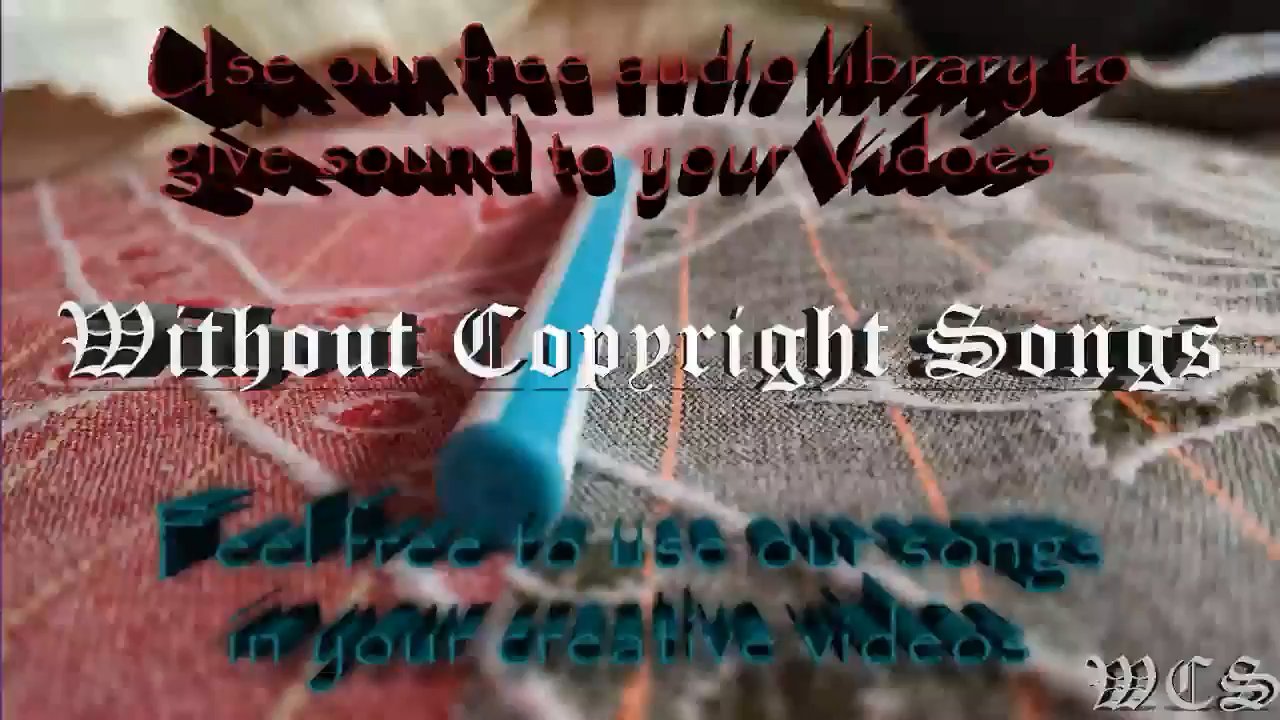 Use our free audio library to
give sound to your Vidoes
Without Copyright Songs
Feel free to use our songs
in your creative videos
WCS